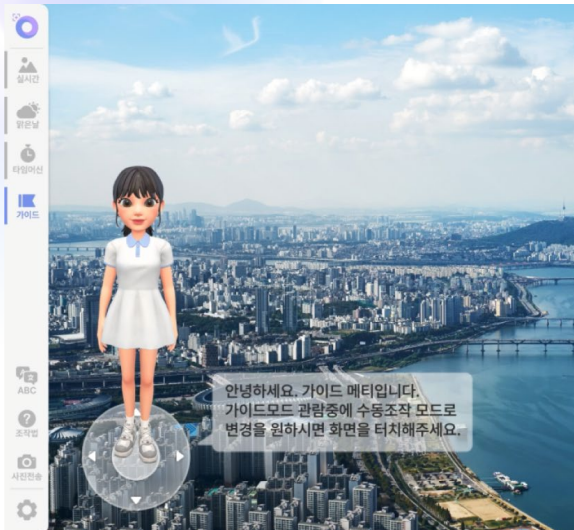 실시간
맑은날
타임머신
가이드
ABC
조작법
사진전송
안녕하세요, 가이드 메티입니다.
가이드모드 관람중에 수동조작 모드로
변경을 원하시면 화면을 터치해주세요.